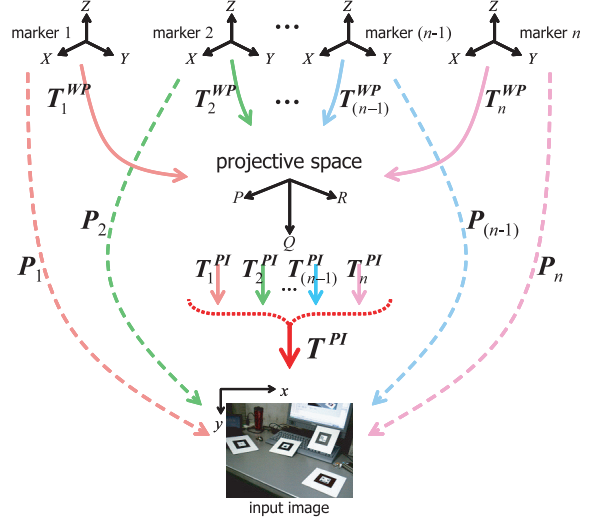 Z Z ... Z Z
marker 1 marker 2 marker (n-1) marker n
X Y X Y X Y X Y
T_1^WP T_2^WP ... T_(n-1)^WP T_n^WP
projective space
P R
Q
P_1 P_2 P_(n-1) P_n
T_1^PI T_2^PI ... T_(n-1)^PI T_n^PI
T^PI
x
y
input image